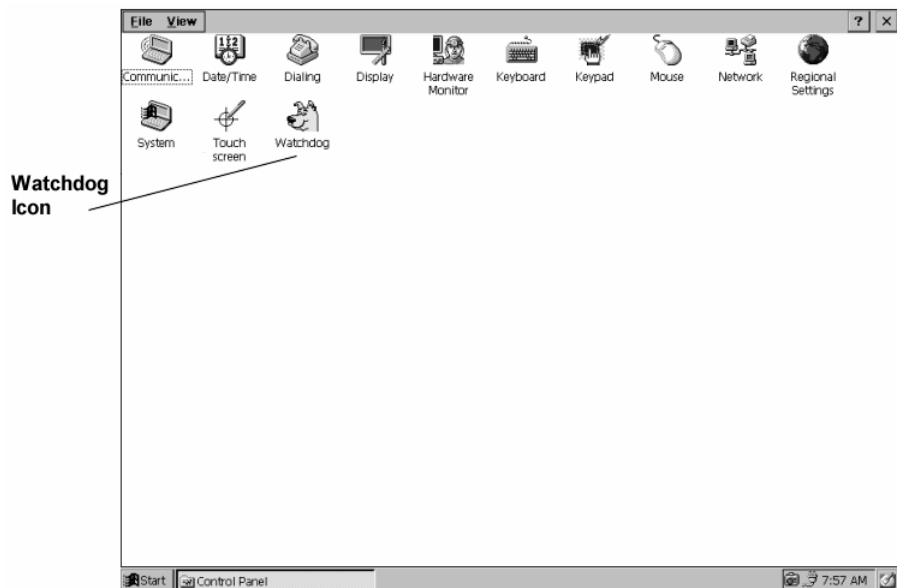 File View ? ×
Communic... Date/Time Dialing Display Hardware Monitor Keyboard Keypad Mouse Network Regional Settings
System Touch screen Watchdog
Watchdog
Icon
Start Control Panel 7:57 AM